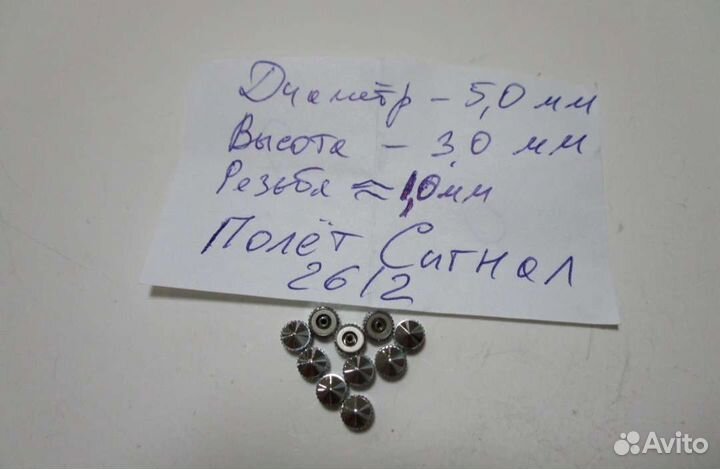 Диаметр – 5,0 мм
Высота – 3,0 мм
Резьба ≈ 1,0 мм
Полёт Сигнал
2612
Avito